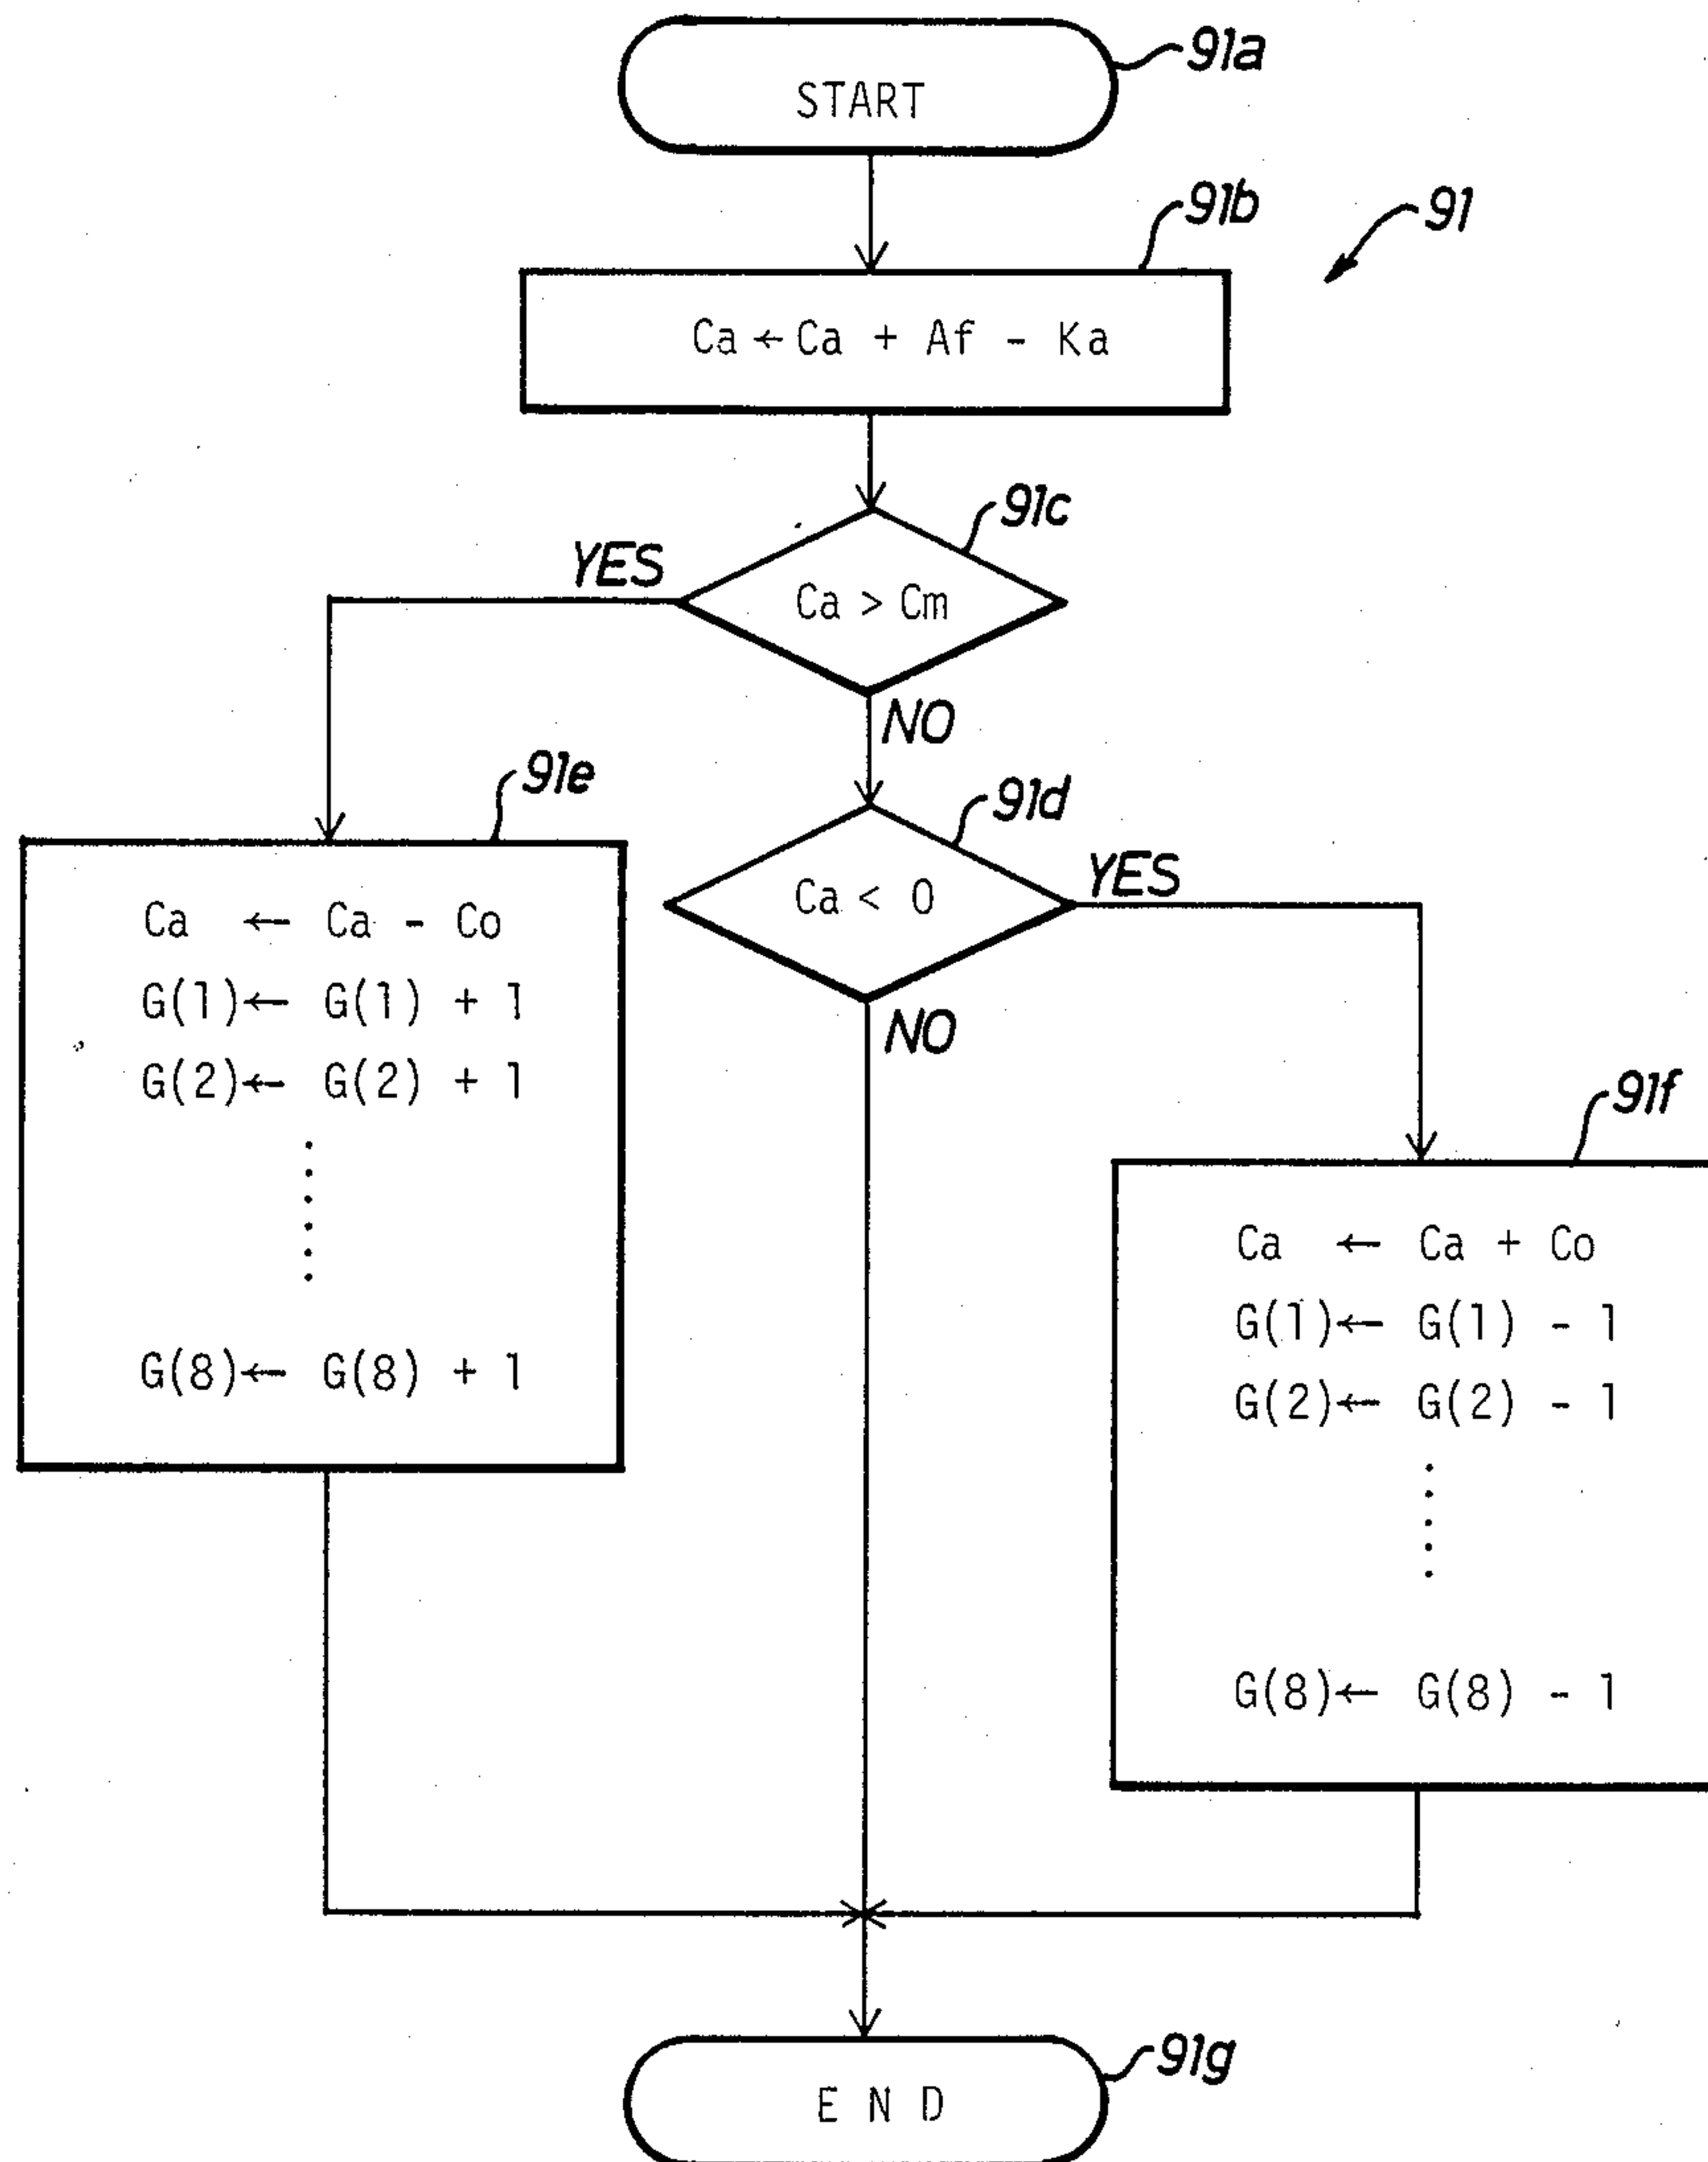 91a
START
91b
91
Ca ← Ca + Af - Ka
91c
YES
Ca > Cm
NO
91e
91d
YES
Ca < 0
NO
Ca ← Ca - Co
G(1)← G(1) + 1
G(2)← G(2) + 1
G(8)← G(8) + 1
91f
Ca ← Ca + Co
G(1)← G(1) - 1
G(2)← G(2) - 1
G(8)← G(8) - 1
91g
E N D